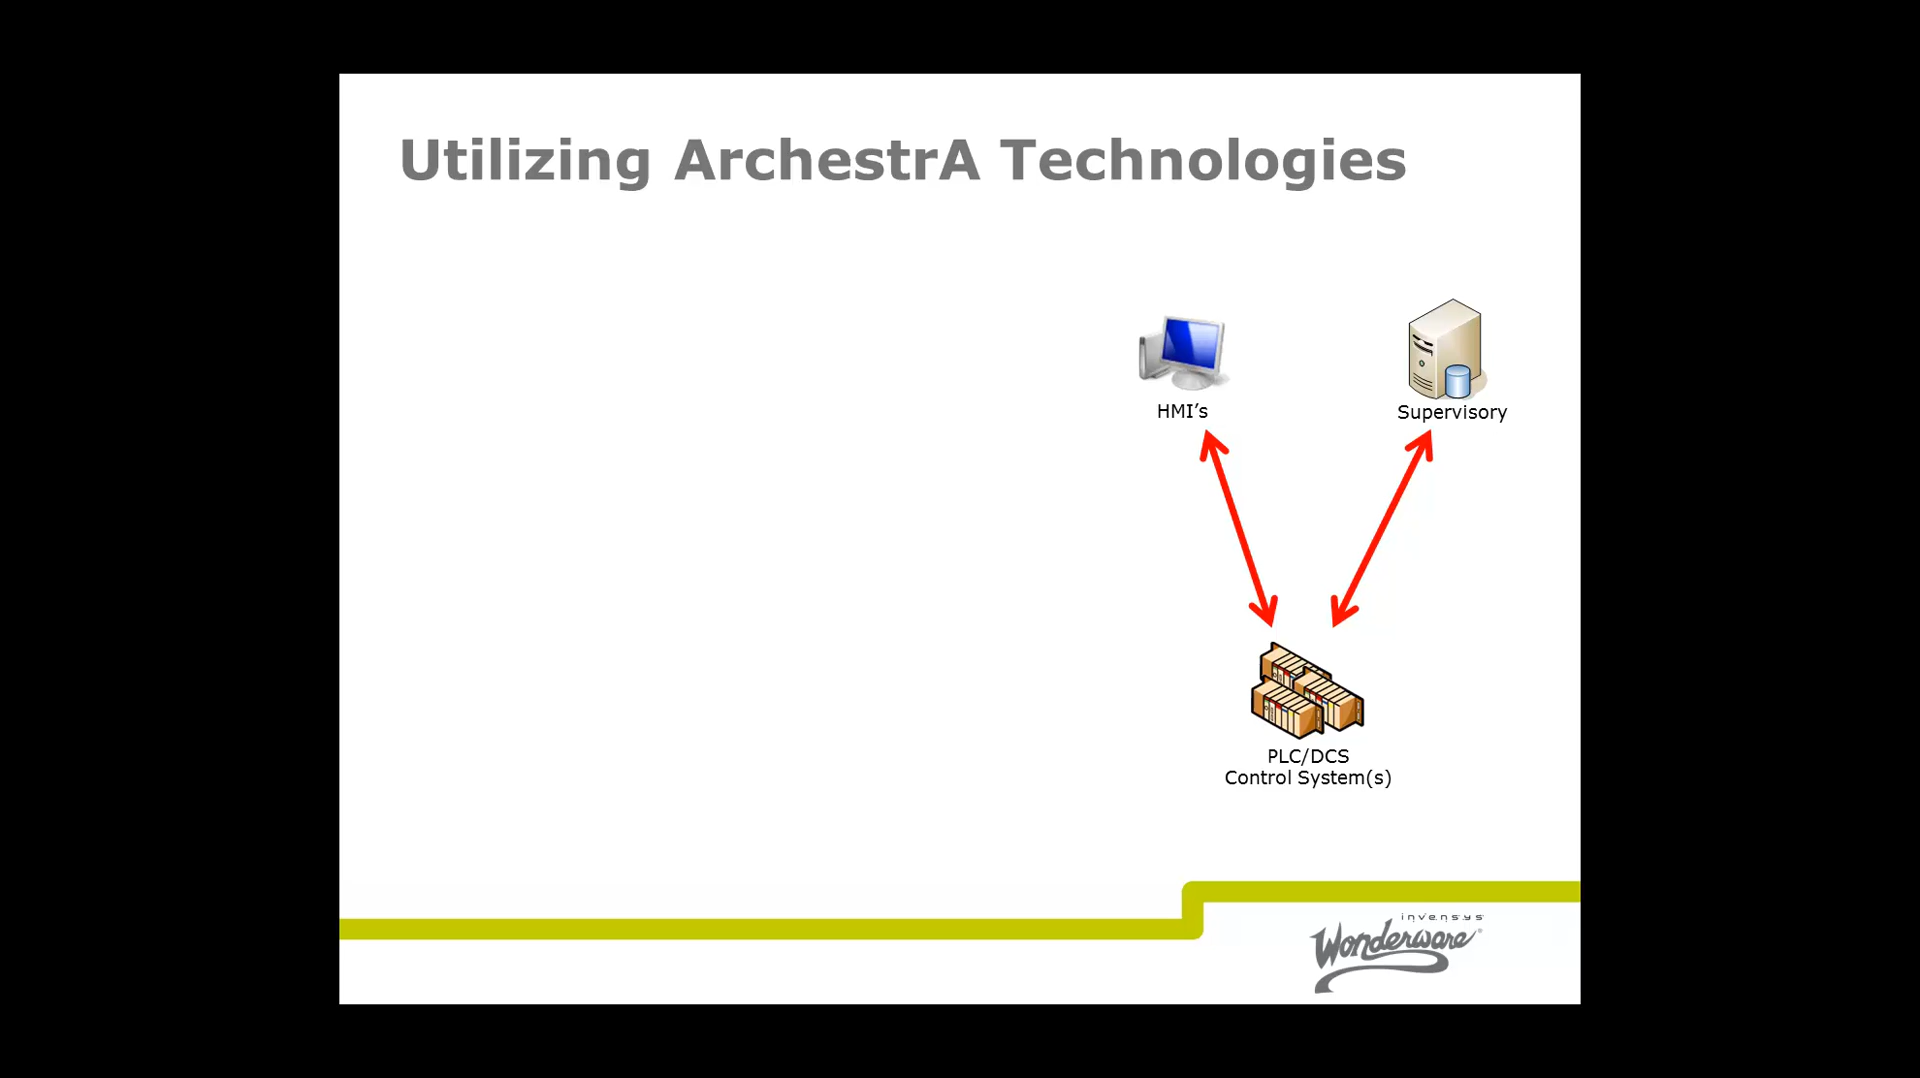 Utilizing ArchestrA Technologies
HMI’s
Supervisory
PLC/DCS
Control System(s)
invensys
Wonderware®